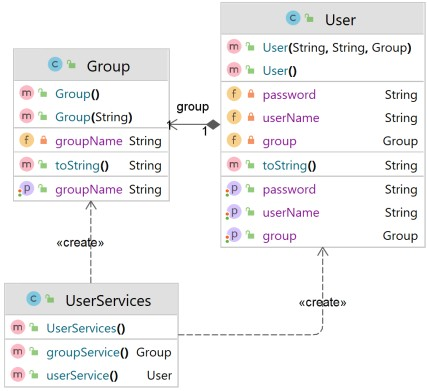 User
User(String, String, Group)
User()
password String
userName String
group Group
toString() String
password String
userName String
group Group
Group
Group()
Group(String)
groupName String
toString() String
groupName String
group
1
1
«create»
«create»
UserServices
UserServices()
groupService() Group
userService() User